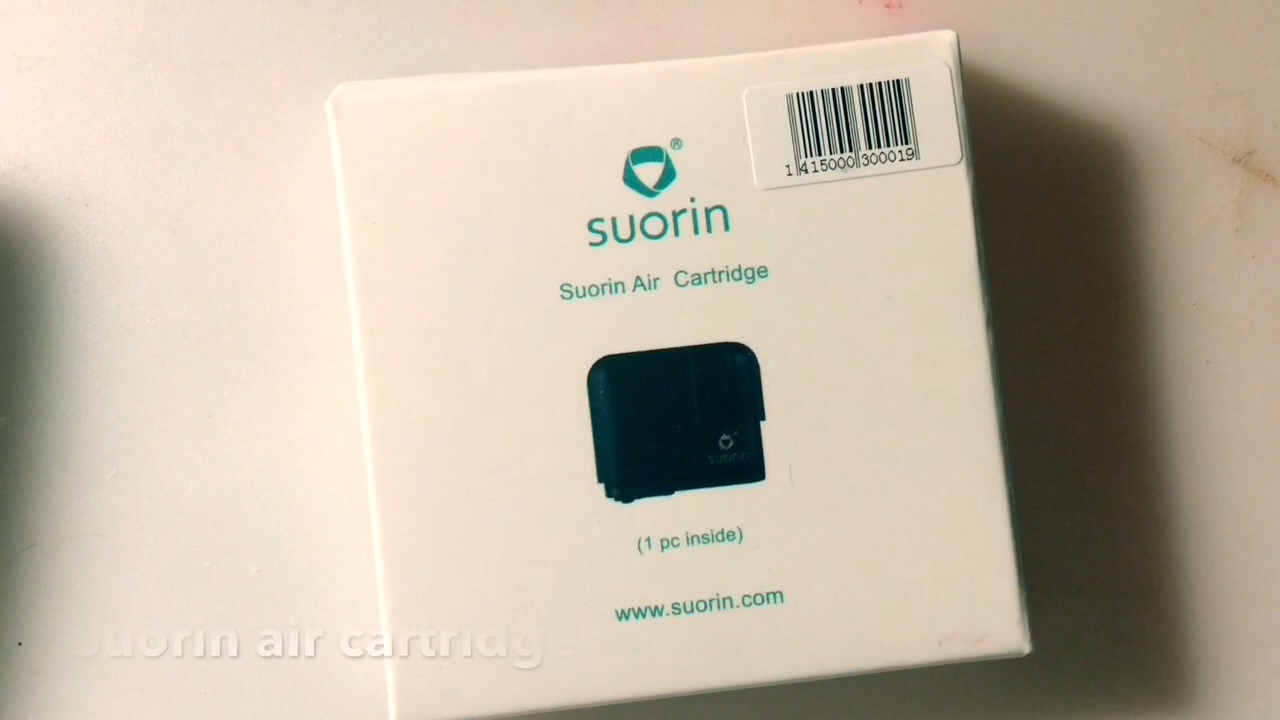 1 415000 300019
®
suorin
Suorin Air Cartridge
suorin
(1 pc inside)
www.suorin.com
suorin air cartridge